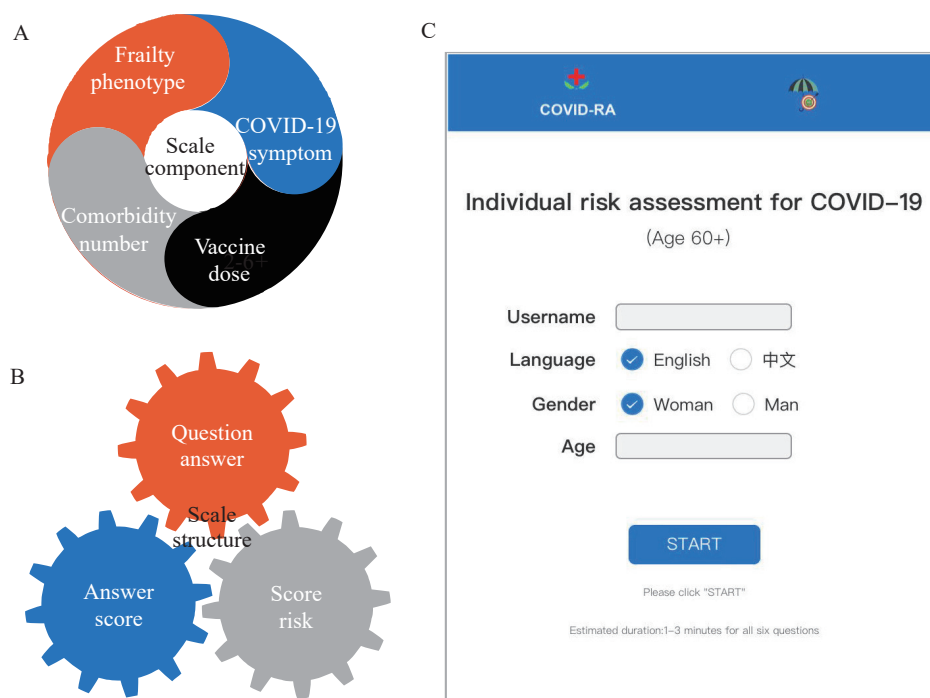 A
Frailty
phenotype
COVID-19
symptom
Scale
component
Comorbidity
number
Vaccine
dose
2-6+
B
Question
answer
Scale
structure
Answer
score
Score
risk
C
COVID-RA
Individual risk assessment for COVID-19
(Age 60+)
Username
Language English 中文
Gender Woman Man
Age
START
Please click "START"
Estimated duration:1-3 minutes for all six questions